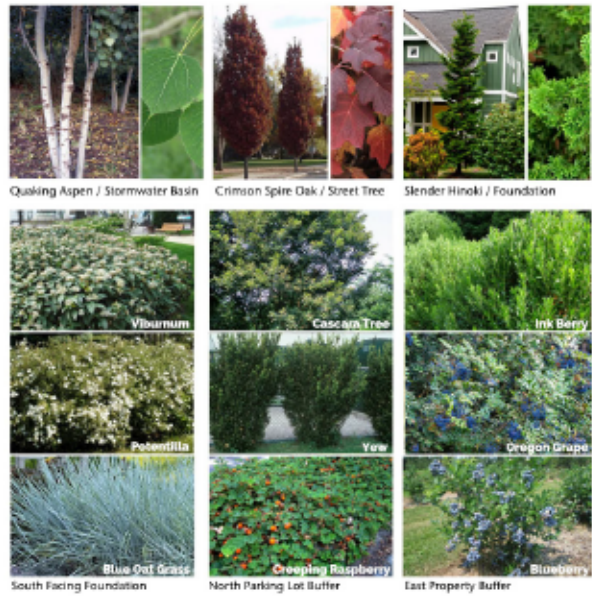 Quaking Aspen / Stormwater Basin
Crimson Spire Oak / Street Tree
Slender Hinoki / Foundation
Viburnum
Cascara Tree
Ink Berry
Potentilla
Yew
Oregon Grape
Blue Oat Grass
Creeping Raspberry
Blueberry
South Facing Foundation
North Parking Lot Buffer
East Property Buffer